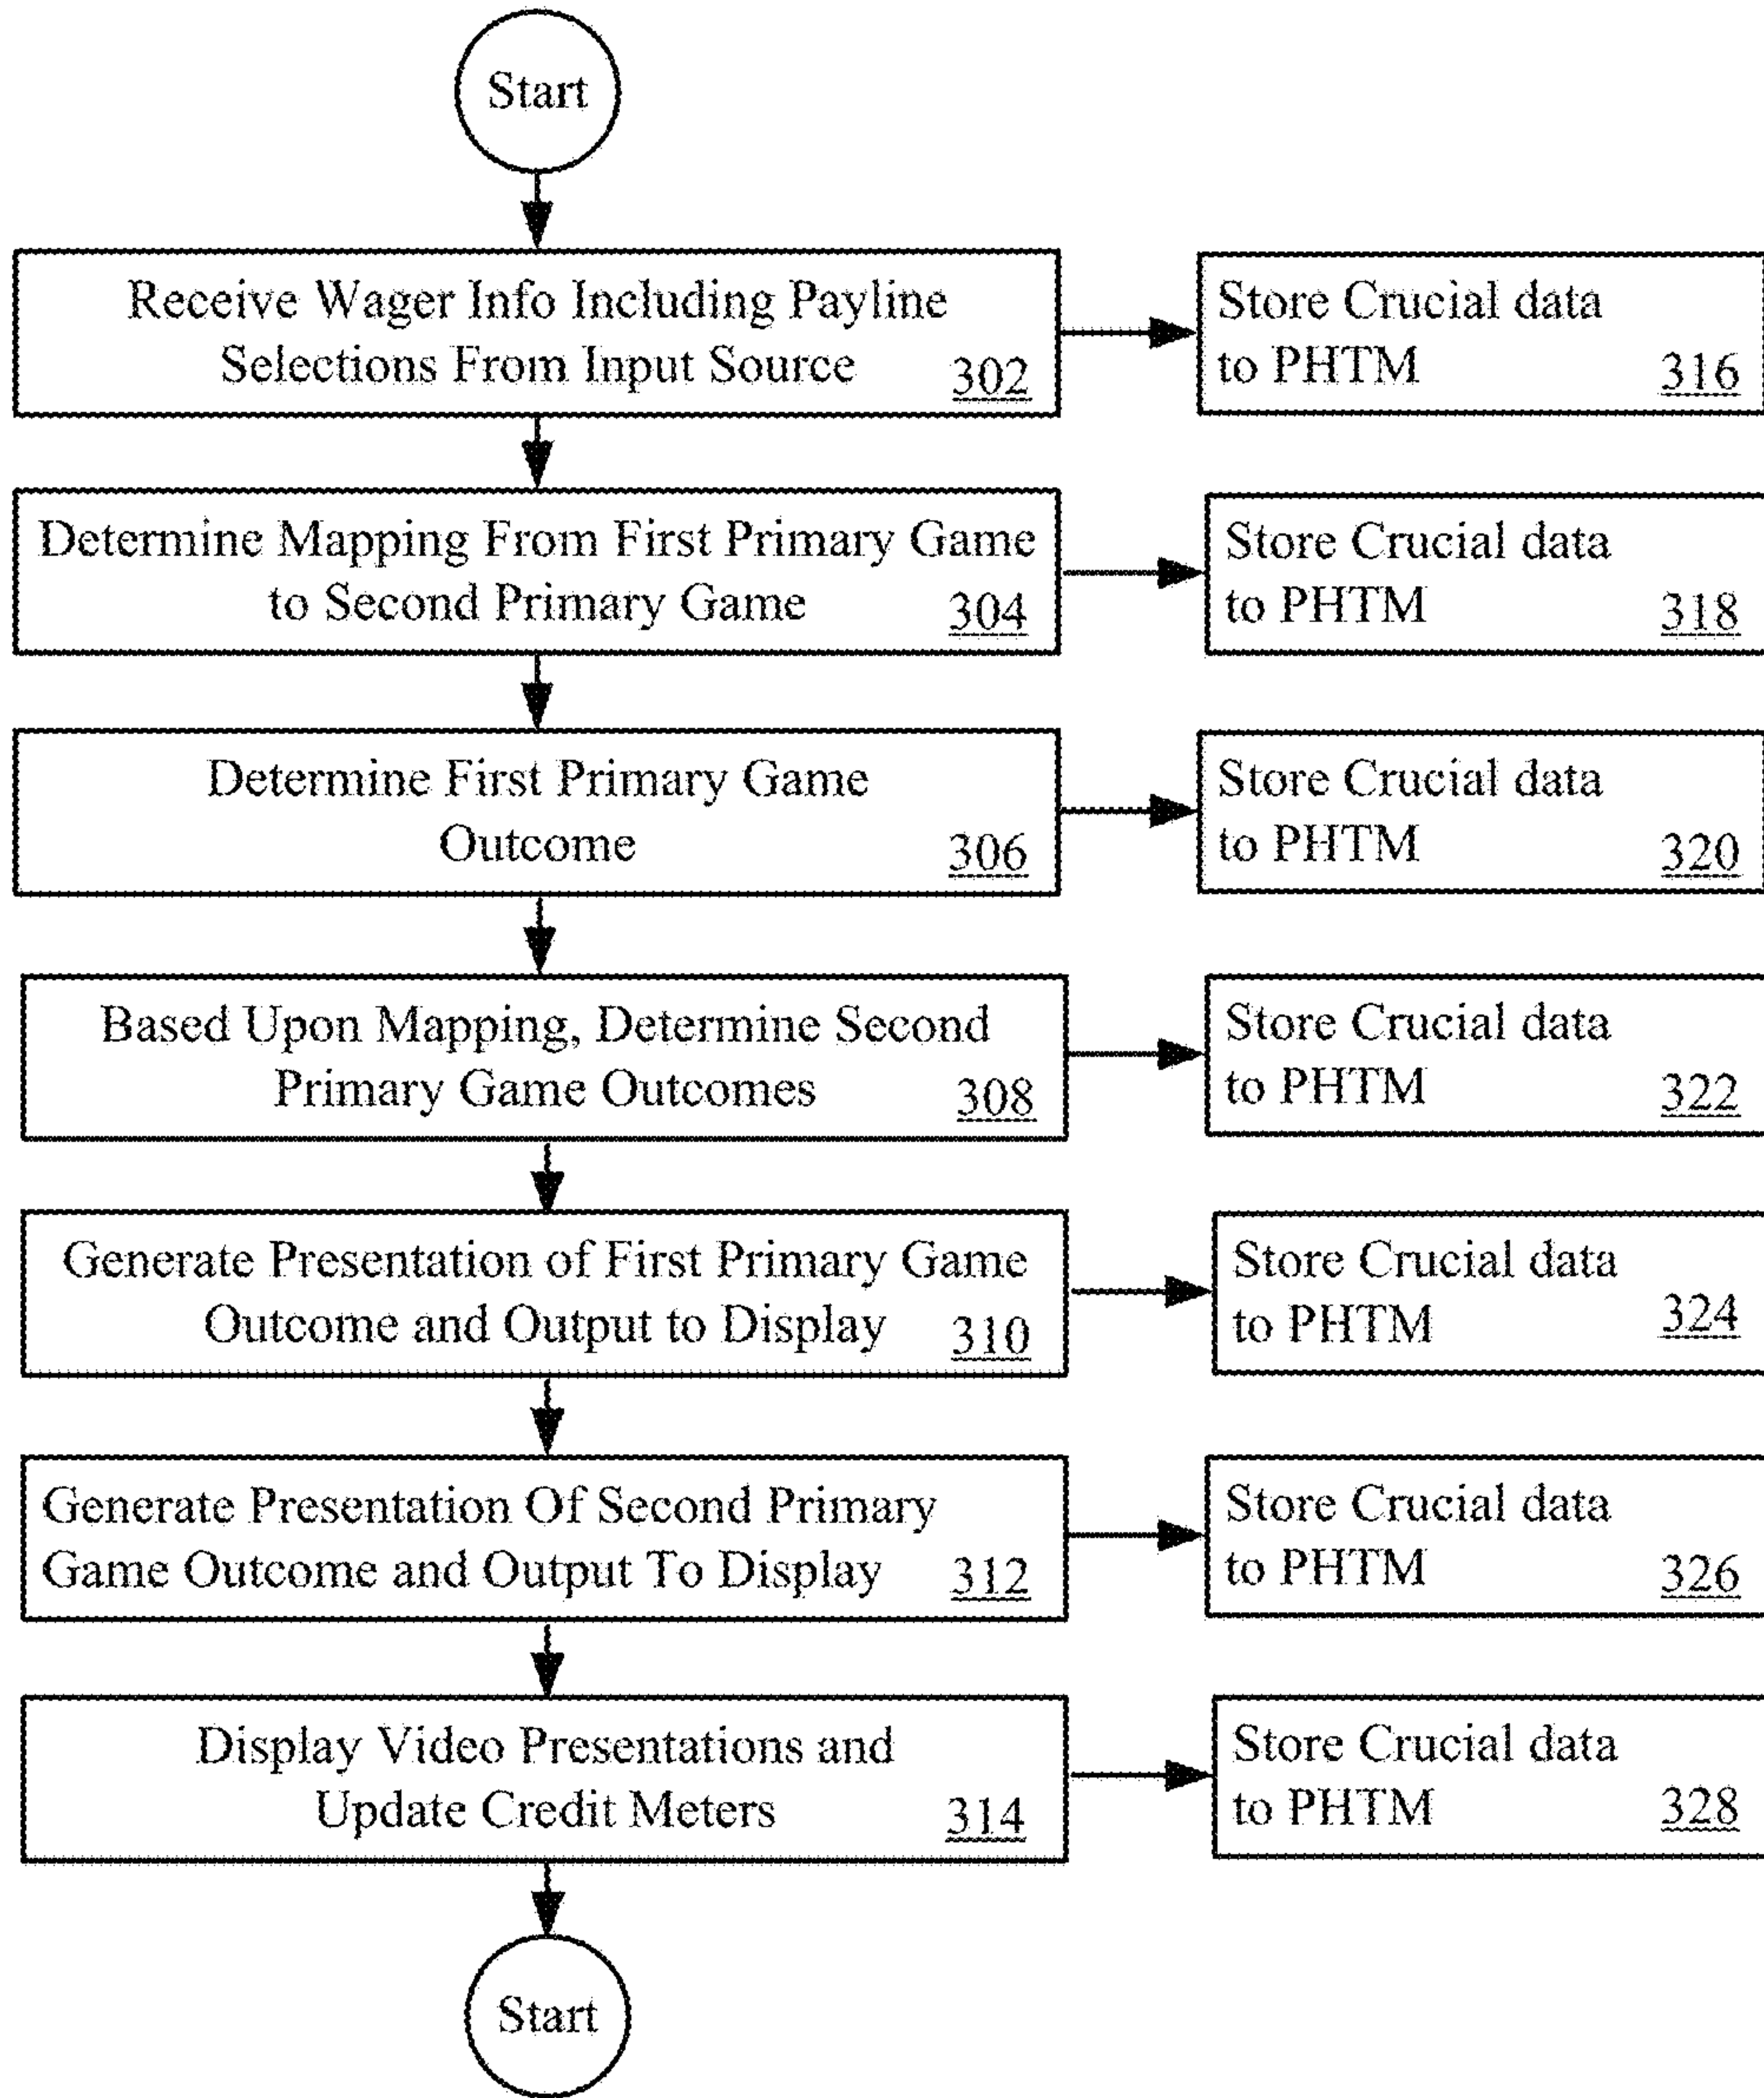 Start
Receive Wager Info Including Payline
Selections From Input Source 302
Store Crucial data
to PHTM 316
Determine Mapping From First Primary Game
to Second Primary Game 304
Store Crucial data
to PHTM 318
Determine First Primary Game
Outcome 306
Store Crucial data
to PHTM 320
Based Upon Mapping, Determine Second
Primary Game Outcomes 308
Store Crucial data
to PHTM 322
Generate Presentation of First Primary Game
Outcome and Output to Display 310
Store Crucial data
to PHTM 324
Generate Presentation Of Second Primary
Game Outcome and Output To Display 312
Store Crucial data
to PHTM 326
Display Video Presentations and
Update Credit Meters 314
Store Crucial data
to PHTM 328
Start